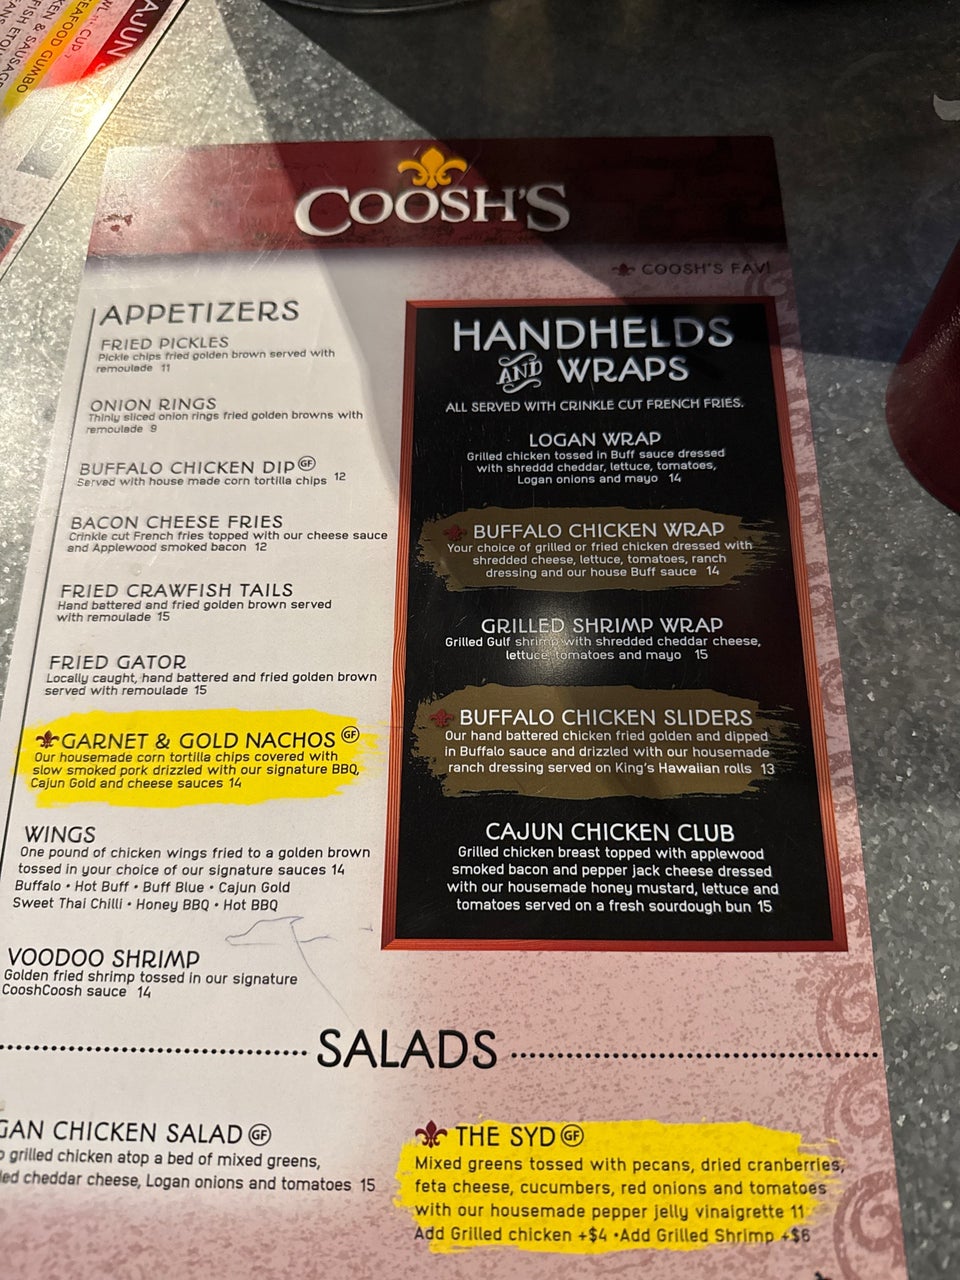 CAJUN
WL 11 CUP 7
SEAFOOD GUMBO
KEN & SAUSAGE
COOSH'S
COOSH'S FAV!
APPETIZERS
FRIED PICKLES
Pickle chips fried golden brown served with
remoulade 11
ONION RINGS
Thinly sliced onion rings fried golden browns with
remoulade 9
BUFFALO CHICKEN DIP GF
Served with house made corn tortilla chips 12
BACON CHEESE FRIES
Crinkle cut French fries topped with our cheese sauce
and Applewood smoked bacon 12
FRIED CRAWFISH TAILS
Hand battered and fried golden brown served
with remoulade 15
FRIED GATOR
Locally caught, hand battered and fried golden brown
served with remoulade 15
GARNET & GOLD NACHOS GF
Our housemade corn tortilla chips covered with
slow smoked pork drizzled with our signature BBQ,
Cajun Gold and cheese sauces 14
WINGS
One pound of chicken wings fried to a golden brown
tossed in your choice of our signature sauces 14
Buffalo • Hot Buff • Buff Blue • Cajun Gold
Sweet Thai Chilli • Honey BBQ • Hot BBQ
VOODOO SHRIMP
Golden fried shrimp tossed in our signature
CooshCoosh sauce 14
HANDHELDS
AND WRAPS
ALL SERVED WITH CRINKLE CUT FRENCH FRIES.
LOGAN WRAP
Grilled chicken tossed in Buff sauce dressed
with shreddd cheddar, lettuce, tomatoes,
Logan onions and mayo 14
BUFFALO CHICKEN WRAP
Your choice of grilled or fried chicken dressed with
shredded cheese, lettuce, tomatoes, ranch
dressing and our house Buff sauce 14
GRILLED SHRIMP WRAP
Grilled Gulf shrimp with shredded cheddar cheese,
lettuce, tomatoes and mayo 15
BUFFALO CHICKEN SLIDERS
Our hand battered chicken fried golden and dipped
in Buffalo sauce and drizzled with our housemade
ranch dressing served on King's Hawaiian rolls 13
CAJUN CHICKEN CLUB
Grilled chicken breast topped with applewood
smoked bacon and pepper jack cheese dressed
with our housemade honey mustard, lettuce and
tomatoes served on a fresh sourdough bun 15
SALADS
GAN CHICKEN SALAD GF
grilled chicken atop a bed of mixed greens,
ed cheddar cheese, Logan onions and tomatoes 15
THE SYD GF
Mixed greens tossed with pecans, dried cranberries,
feta cheese, cucumbers, red onions and tomatoes
with our housemade pepper jelly vinaigrette 11
Add Grilled chicken +$4 •Add Grilled Shrimp +$6